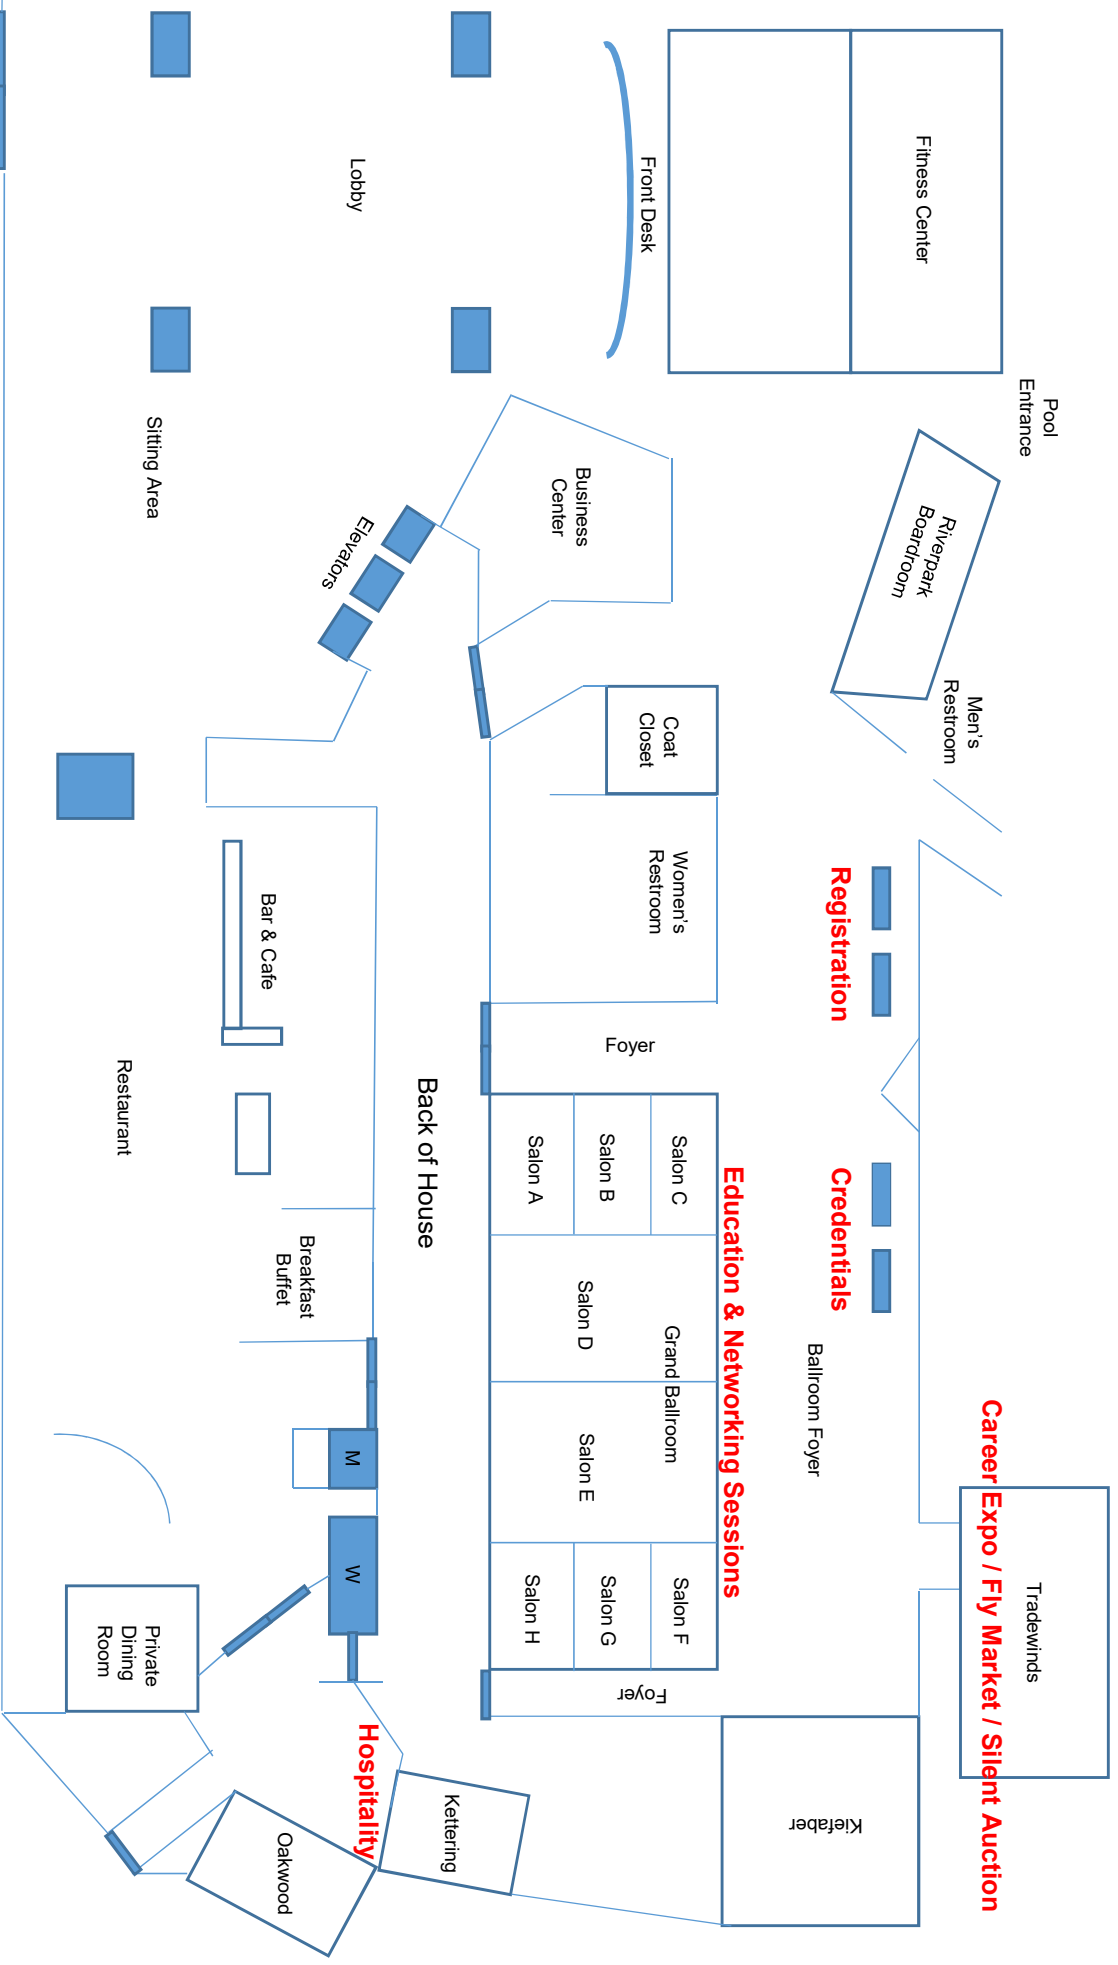 Fitness Center
Front Desk
Lobby
Pool
Entrance
Riverpark
Boardroom
Business
Center
Elevators
Sitting Area
Men's
Restroom
Coat
Closet
Women's
Restroom
Registration
Bar & Cafe
Restaurant
Foyer
Back of House
Salon A
Salon B
Salon C
Education & Networking Sessions
Credentials
Ballroom Foyer
Salon D
Grand Ballroom
Salon E
Breakfast
Buffet
M
W
Salon H
Salon G
Salon F
Foyer
Career Expo / Fly Market / Silent Auction
Tradewinds
Private
Dining
Room
Hospitality
Kettering
Oakwood
Kiefaber